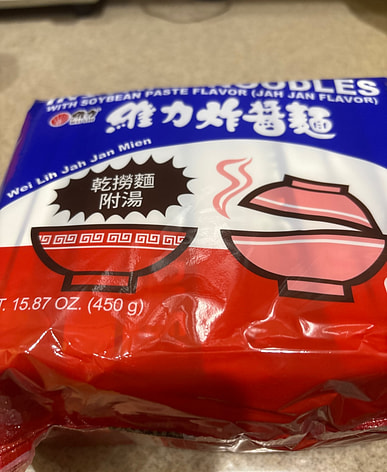 NOODLES
WITH SOYBEAN PASTE FLAVOR (JAH JAN FLAVOR)
維力炸醬麵
Wei Lih Jah Jan Mien
乾撈麵
附湯
T. 15.87 OZ. (450 g)